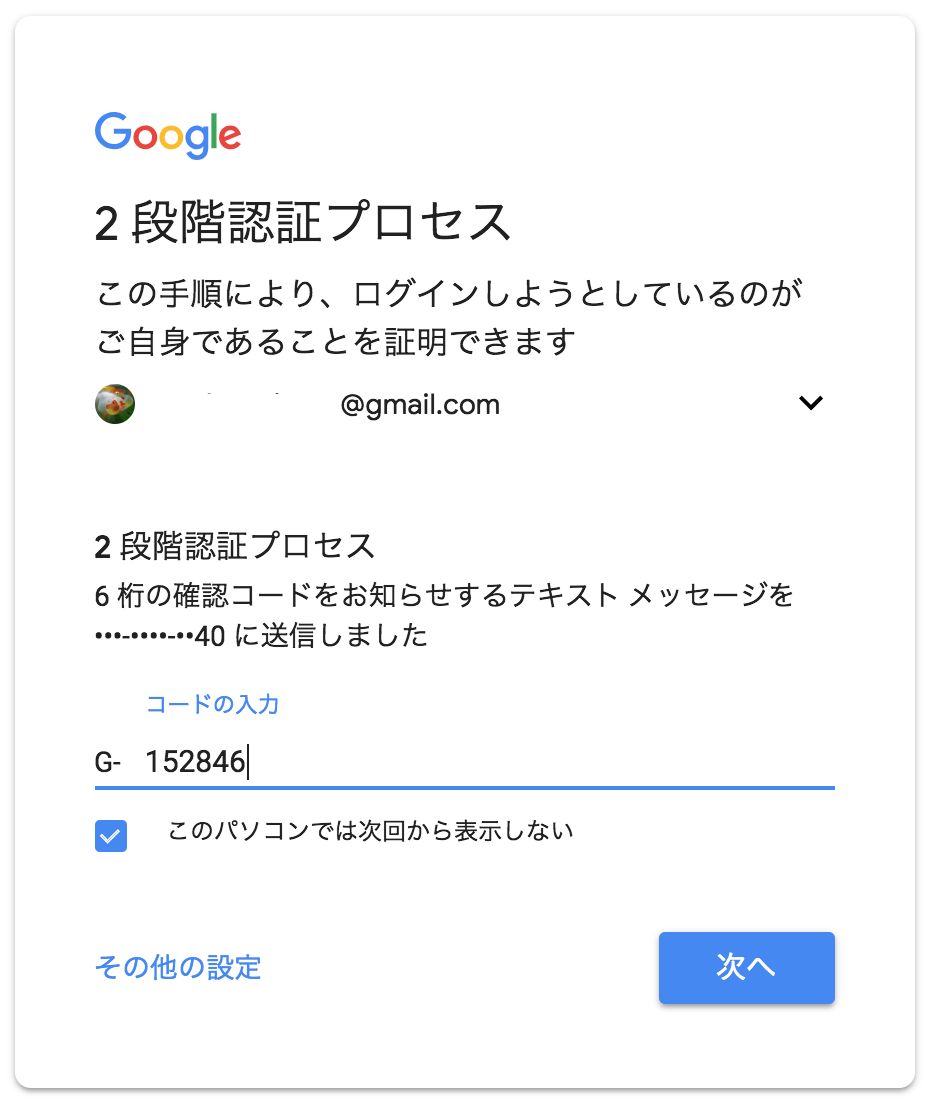 Google
2 段階認証プロセス
この手順により、ログインしようとしているのが
ご自身であることを証明できます
@gmail.com
2 段階認証プロセス
6 桁の確認コードをお知らせするテキスト メッセージを
•••-••••-••40 に送信しました
コードの入力
G- 152846
このパソコンでは次回から表示しない
その他の設定
次へ